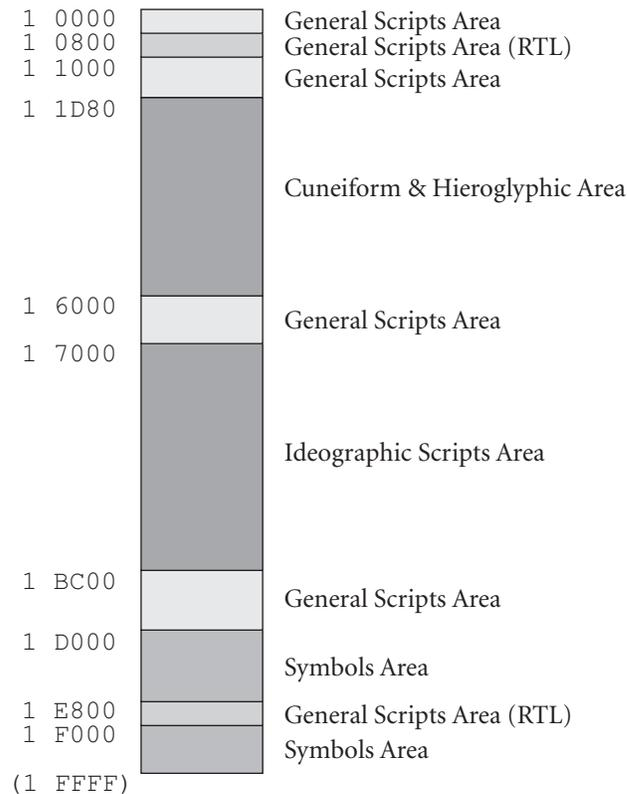 1 0000 General Scripts Area
1 0800 General Scripts Area (RTL)
1 1000 General Scripts Area
1 1D80
Cuneiform & Hieroglyphic Area
1 6000
General Scripts Area
1 7000
Ideographic Scripts Area
1 BC00
General Scripts Area
1 D000
Symbols Area
1 E800 General Scripts Area (RTL)
1 F000
Symbols Area
(1 FFFF)